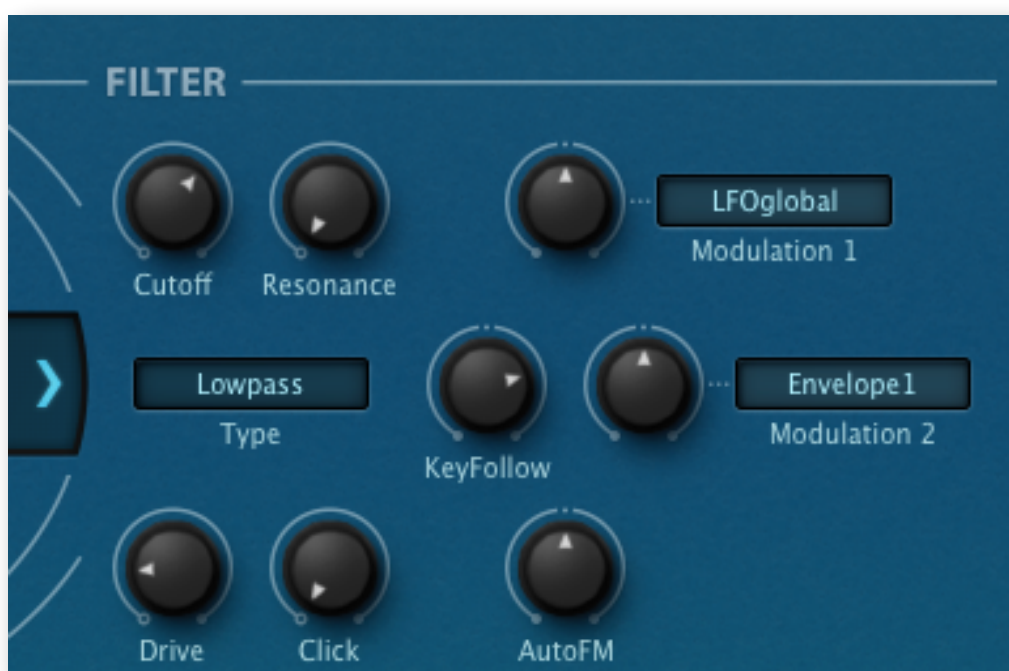 FILTER
LFOglobal
Cutoff Resonance Modulation 1
Lowpass Envelope1
Type Modulation 2
KeyFollow
Drive Click AutoFM